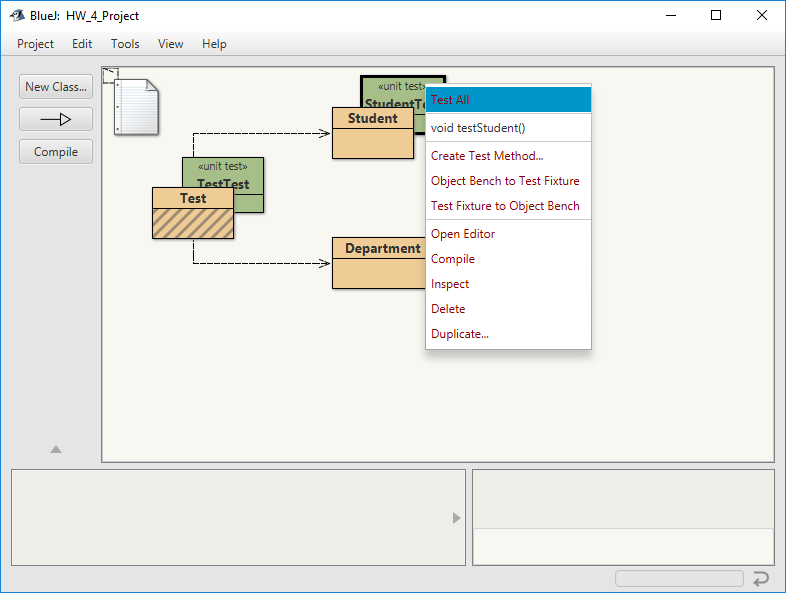 BlueJ: HW_4_Project
Project Edit Tools View Help
New Class...
Compile
«unit test»
StudentTe
Student
«unit test»
TestTest
Test
Department
Test All
void testStudent()
Create Test Method...
Object Bench to Test Fixture
Test Fixture to Object Bench
Open Editor
Compile
Inspect
Delete
Duplicate...